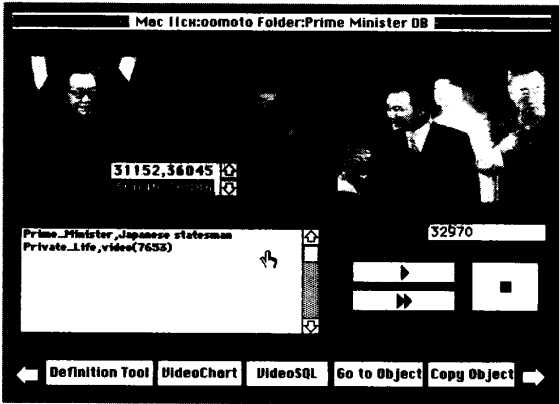 Mac IIcx:oomoto Folder:Prime Minister DB
31152,36045
32970
Prime_Minister,Japanese statesman
Private_Life,video(7653)
Definition Tool
VideoChart
VideoSQL
Go to Object
Copy Object